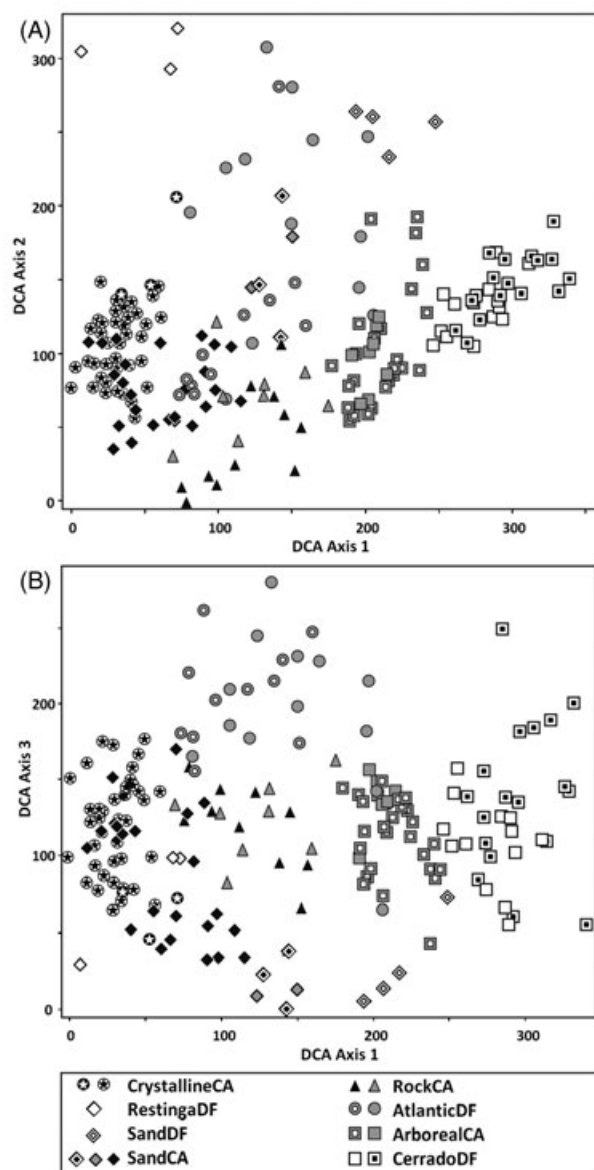 (A)
300
200
100
0
DCA Axis 2
0 100 200 300
DCA Axis 1
(B)
200
100
0
DCA Axis 3
0 100 200 300
DCA Axis 1
CrystallineCA
RestingaDF
SandDF
SandCA
RockCA
AtlanticDF
ArborealCA
CerradoDF